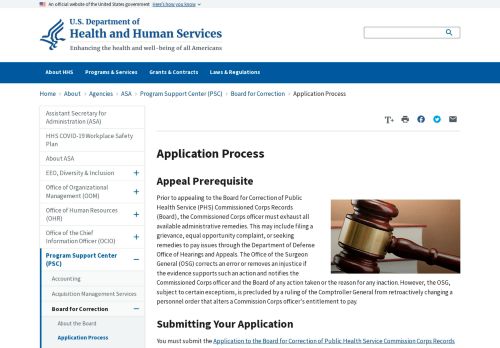 An official website of the United States government Here's how you know
U.S. Department of
Health and Human Services
Enhancing the health and well-being of all Americans
About HHS Programs & Services Grants & Contracts Laws & Regulations
Home › About › Agencies › ASA › Program Support Center (PSC) › Board for Correction › Application Process
Assistant Secretary for
Administration (ASA)
HHS COVID-19 Workplace Safety
Plan
About ASA
EEO, Diversity & Inclusion
Office of Organizational
Management (OOM)
Office of Human Resources
(OHR)
Office of the Chief
Information Officer (OCIO)
Program Support Center
(PSC)
Accounting
Acquisition Management Services
Board for Correction
About the Board
Application Process
T+
Application Process
Appeal Prerequisite
Prior to appealing to the Board for Correction of Public
Health Service (PHS) Commissioned Corps Records
(Board), the Commissioned Corps officer must exhaust all
available administrative remedies. This may include filing a
grievance, equal opportunity complaint, or seeking
remedies to pay issues through the Department of Defense
Office of Hearings and Appeals. The Office of the Surgeon
General (OSG) corrects an error or removes an injustice if
the evidence supports such an action and notifies the
Commissioned Corps officer and the Board of any action taken or the reason for any inaction. However, the OSG,
subject to certain exceptions, is precluded by a ruling of the Comptroller General from retroactively changing a
personnel order that alters a Commission Corps officer's entitlement to pay.
Submitting Your Application
You must submit the Application to the Board for Correction of Public Health Service Commission Corps Records